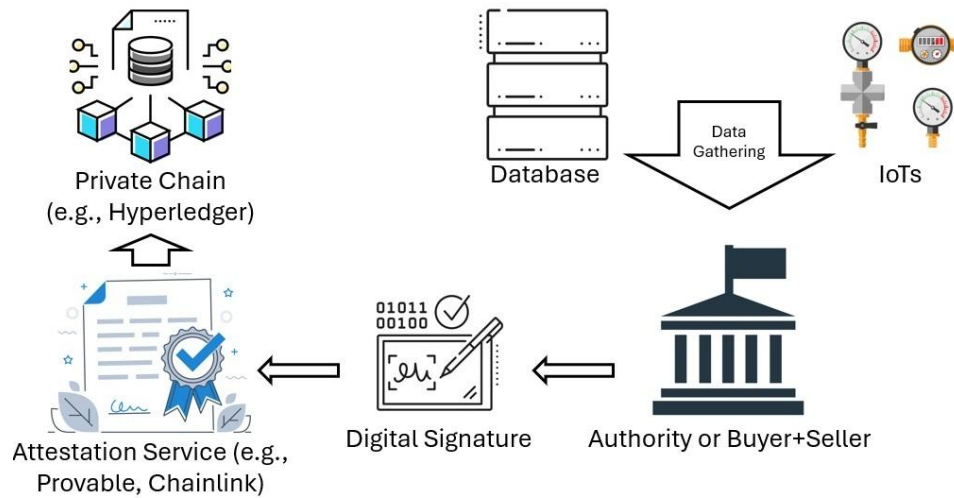 Data
Gathering
Database
IoTs
Private Chain
(e.g., Hyperledger)
01011
00100
Digital Signature
Authority or Buyer+Seller
Attestation Service (e.g.,
Provable, Chainlink)